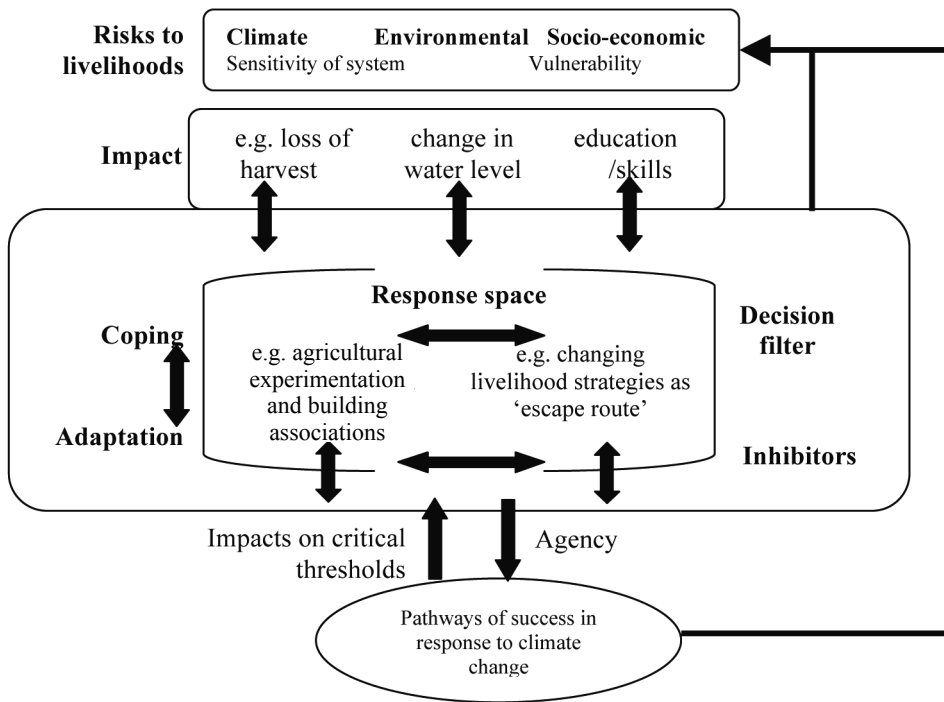 Risks to
livelihoods
Climate Environmental Socio-economic
Sensitivity of system Vulnerability
Impact
e.g. loss of
harvest
change in
water level
education
/skills
Response space
Coping
Adaptation
e.g. agricultural
experimentation
and building
associations
e.g. changing
livelihood strategies as
‘escape route’
Decision
filter
Inhibitors
Impacts on critical
thresholds
Agency
Pathways of success in
response to climate
change